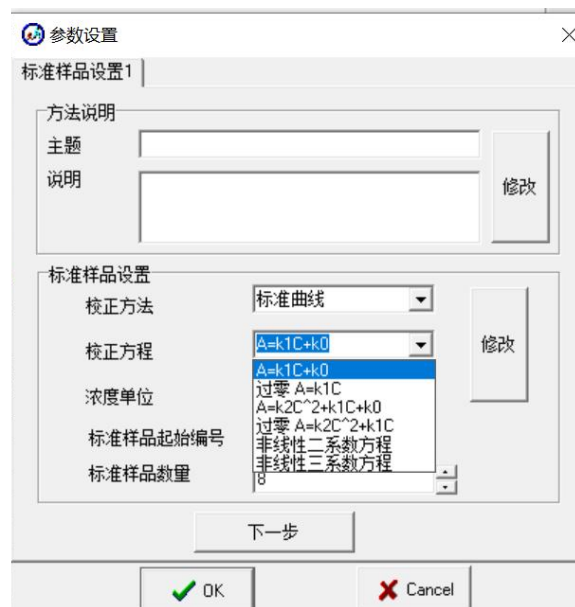 参数设置
标准样品设置1
方法说明
主题
说明
修改
标准样品设置
校正方法
标准曲线
修改
校正方程
A=k1C+k0
A=k1C+k0
过零 A=k1C
A=k2C^2+k1C+k0
过零 A=k2C^2+k1C
非线性二系数方程
非线性三系数方程
浓度单位
标准样品起始编号
标准样品数量
8
下一步
OK
Cancel